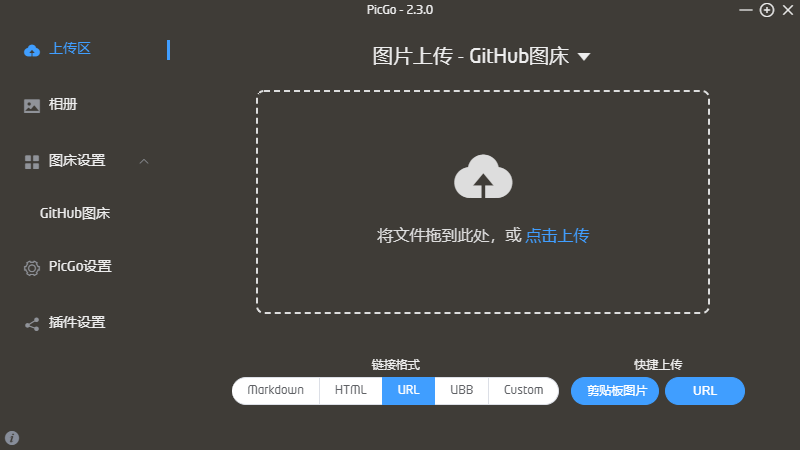 PicGo - 2.3.0
上传区
相册
图床设置
GitHub图床
PicGo设置
插件设置
图片上传 - GitHub图床
将文件拖到此处，或 点击上传
链接格式
Markdown HTML URL UBB Custom
快捷上传
剪贴板图片 URL